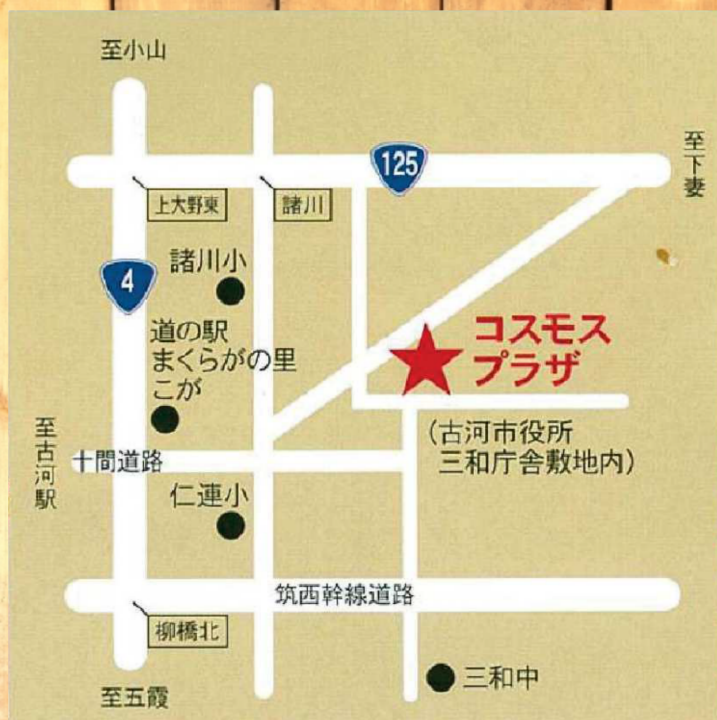 至小山
125
至下妻
上大野東
諸川
諸川小
4
道の駅
まくらがの里
こが
コスモス
プラザ
(古河市役所
三和庁舎敷地内)
至古河駅
十間道路
仁連小
筑西幹線道路
柳橋北
三和中
至五霞